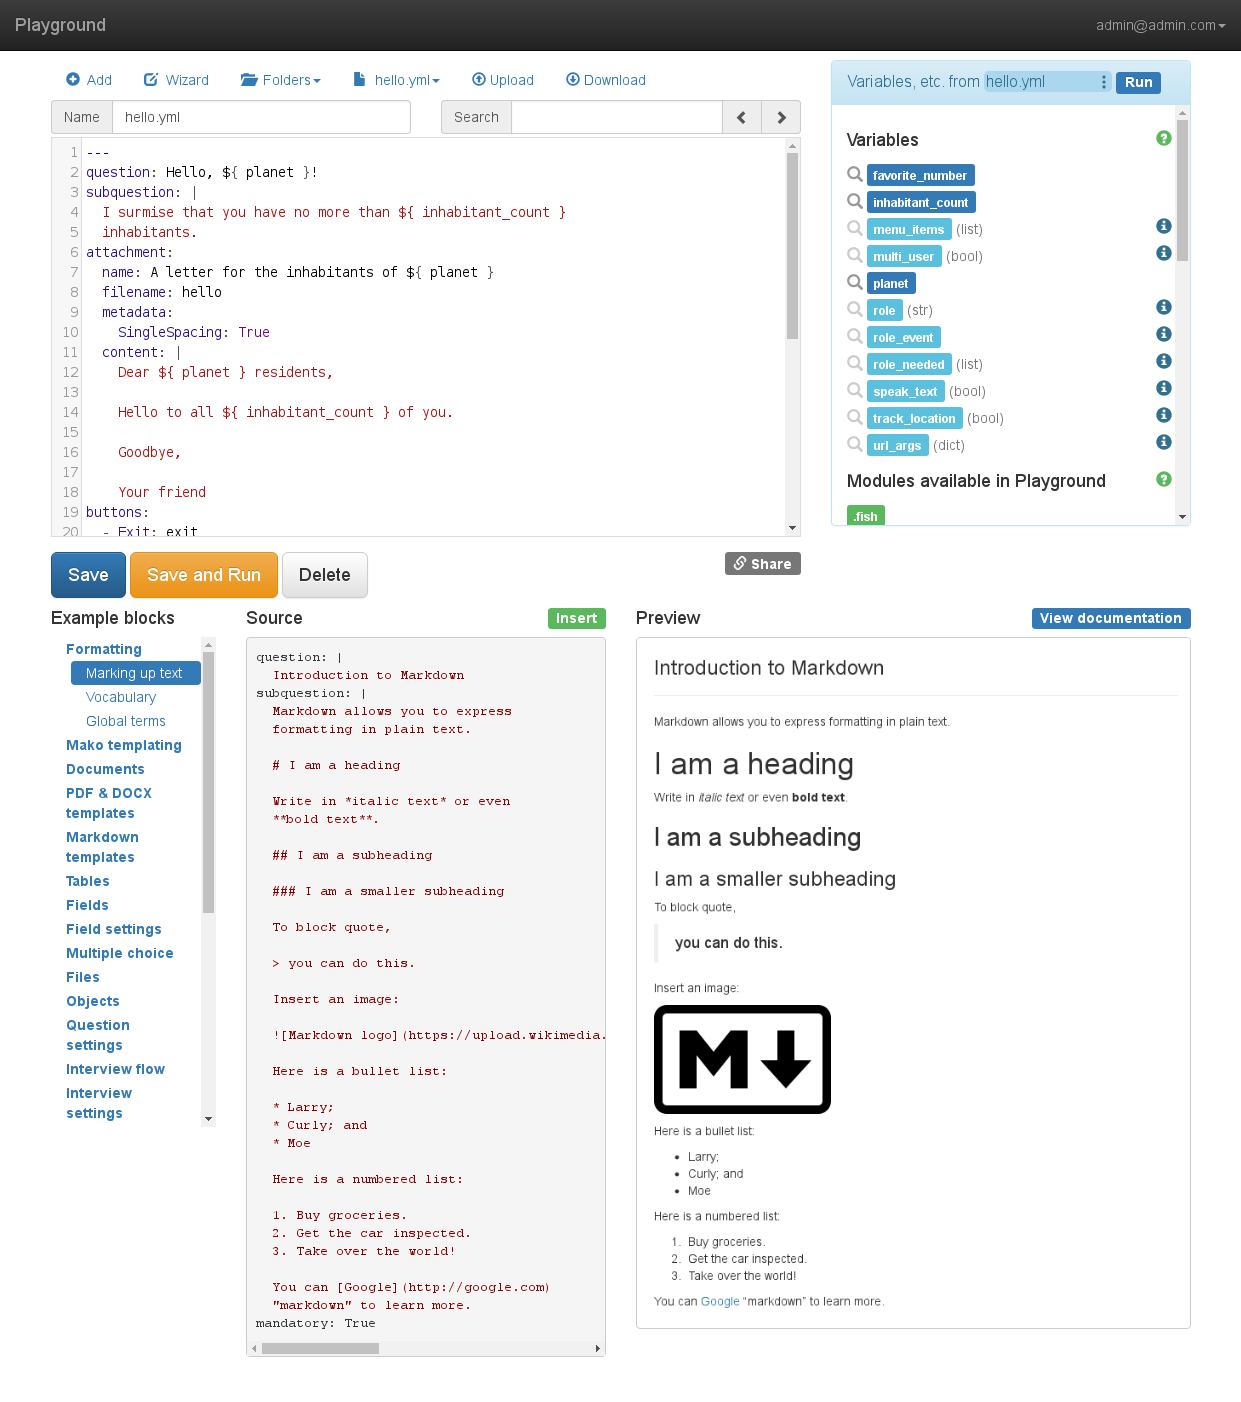 Playground
admin@admin.com
Add Wizard Folders hello.yml Upload Download
Name hello.yml Search
1 ---
2 question: Hello, ${ planet }!
3 subquestion: |
4 I surmise that you have no more than ${ inhabitant_count }
5 inhabitants.
6 attachment:
7 name: A letter for the inhabitants of ${ planet }
8 filename: hello
9 metadata:
10 SingleSpacing: True
11 content: |
12 Dear ${ planet } residents,
13
14 Hello to all ${ inhabitant_count } of you.
15
16 Goodbye,
17
18 Your friend
19 buttons:
20 - Exit: exit
Save Save and Run Delete Share
Variables, etc. from hello.yml Run
Variables
favorite_number
inhabitant_count
menu_items (list)
multi_user (bool)
planet
role (str)
role_event
role_needed (list)
speak_text (bool)
track_location (bool)
url_args (dict)
Modules available in Playground
.fish
Example blocks
Formatting
Marking up text
Vocabulary
Global terms
Mako templating
Documents
PDF & DOCX
templates
Markdown
templates
Tables
Fields
Field settings
Multiple choice
Files
Objects
Question
settings
Interview flow
Interview
settings
Source Insert
question: |
Introduction to Markdown
subquestion: |
Markdown allows you to express
formatting in plain text.
# I am a heading
Write in *italic text* or even
**bold text**.
## I am a subheading
### I am a smaller subheading
To block quote,
> you can do this.
Insert an image:
![Markdown logo](https://upload.wikimedia.
Here is a bullet list:
* Larry;
* Curly; and
* Moe
Here is a numbered list:
1. Buy groceries.
2. Get the car inspected.
3. Take over the world!
You can [Google](http://google.com)
"markdown" to learn more.
mandatory: True
Preview View documentation
Introduction to Markdown
Markdown allows you to express formatting in plain text.
I am a heading
Write in italic text or even bold text.
I am a subheading
I am a smaller subheading
To block quote,
you can do this.
Insert an image:
M
Here is a bullet list:
• Larry;
• Curly; and
• Moe
Here is a numbered list:
1. Buy groceries.
2. Get the car inspected.
3. Take over the world!
You can Google “markdown” to learn more.